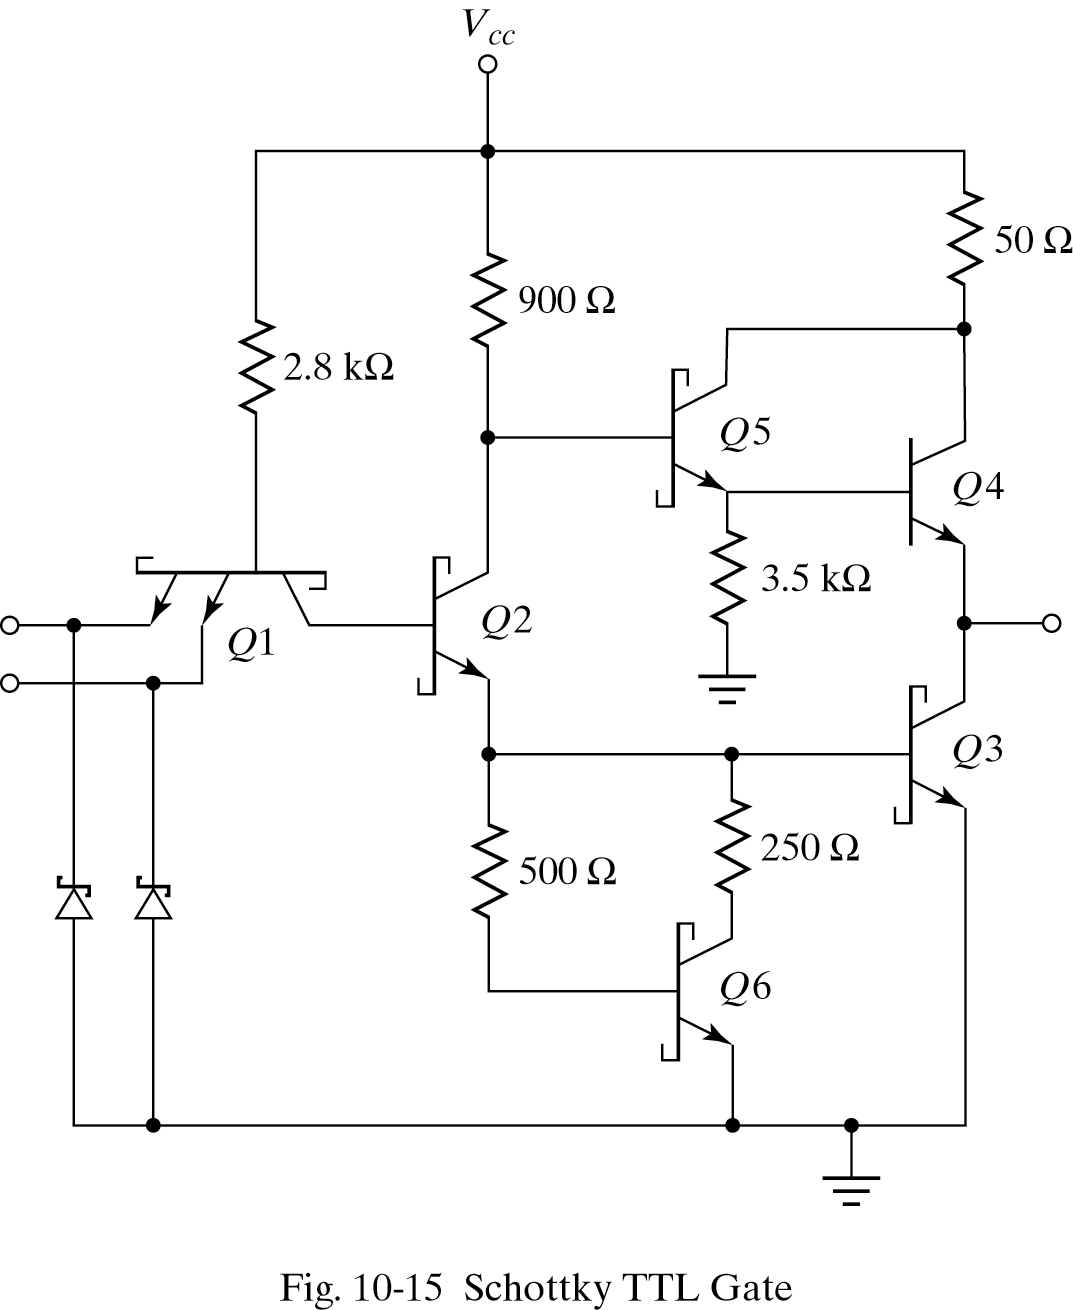 Vcc
50 Ω
900 Ω
2.8 kΩ
Q5
Q4
3.5 kΩ
Q2
Q1
Q3
250 Ω
500 Ω
Q6
Fig. 10-15 Schottky TTL Gate